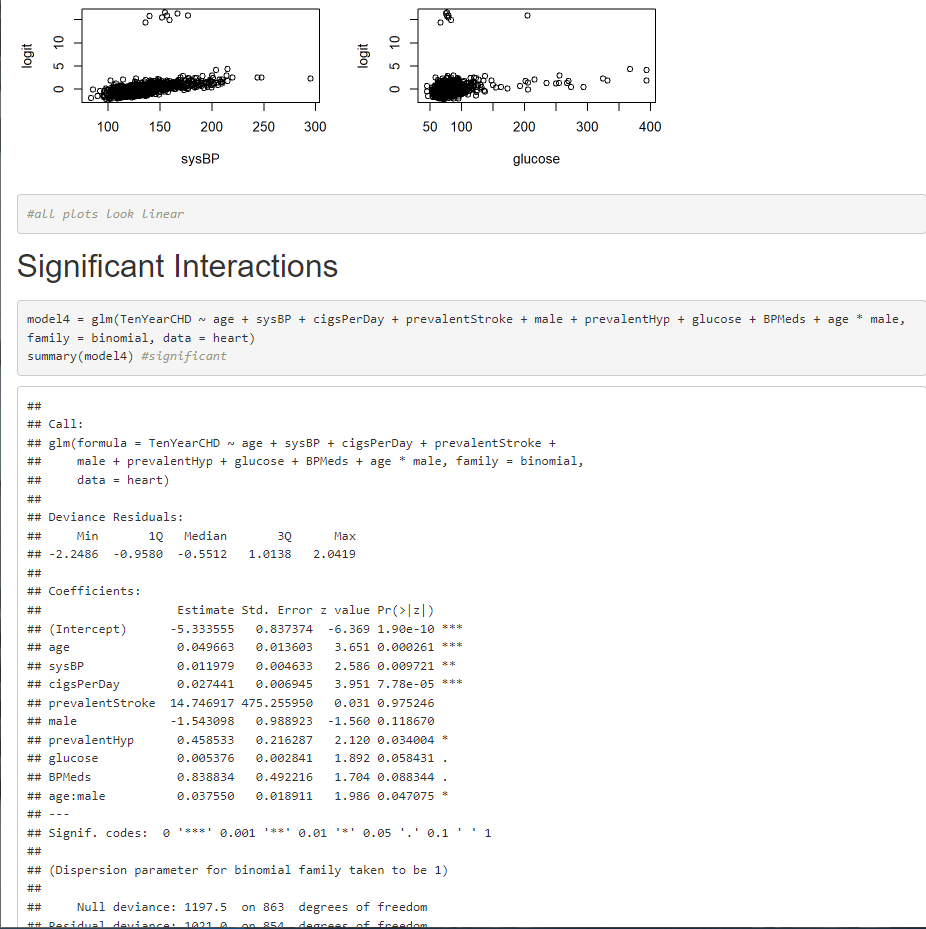 logit
0 5 10
100 150 200 250 300
sysBP
logit
0 5 10
50 100 200 300 400
glucose
#all plots look linear
Significant Interactions
model4 = glm(TenYearCHD ~ age + sysBP + cigsPerDay + prevalentStroke + male + prevalentHyp + glucose + BPMeds + age * male,
family = binomial, data = heart)
summary(model4) #significant
##
## Call:
## glm(formula = TenYearCHD ~ age + sysBP + cigsPerDay + prevalentStroke +
##     male + prevalentHyp + glucose + BPMeds + age * male, family = binomial,
##     data = heart)
##
## Deviance Residuals:
##     Min       1Q   Median       3Q      Max
## -2.2486  -0.9580  -0.5512   1.0138   2.0419
##
## Coefficients:
##                   Estimate Std. Error z value Pr(>|z|)
## (Intercept)      -5.333555   0.837374  -6.369 1.90e-10 ***
## age               0.049663   0.013603   3.651 0.000261 ***
## sysBP             0.011979   0.004633   2.586 0.009721 **
## cigsPerDay        0.027441   0.006945   3.951 7.78e-05 ***
## prevalentStroke  14.746917 475.255950   0.031 0.975246
## male             -1.543098   0.988923  -1.560 0.118670
## prevalentHyp      0.458533   0.216287   2.120 0.034004 *
## glucose           0.005376   0.002841   1.892 0.058431 .
## BPMeds            0.838834   0.492216   1.704 0.088344 .
## age:male          0.037550   0.018911   1.986 0.047075 *
## ---
## Signif. codes:  0 '***' 0.001 '**' 0.01 '*' 0.05 '.' 0.1 ' ' 1
##
## (Dispersion parameter for binomial family taken to be 1)
##
##     Null deviance: 1197.5  on 863  degrees of freedom
## Residual deviance: 1021.0  on 854  degrees of freedom